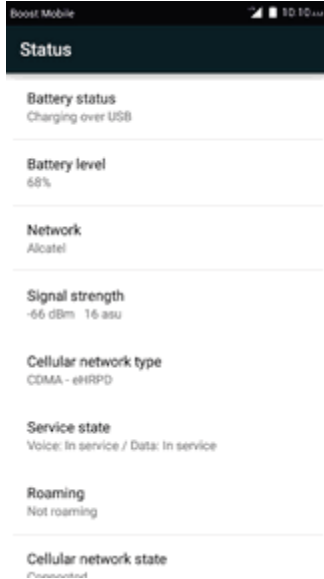 Boost Mobile 10:10 AM
Status
Battery status
Charging over USB
Battery level
68%
Network
Alcatel
Signal strength
-66 dBm 16 asu
Cellular network type
CDMA - eHRPD
Service state
Voice: In service / Data: In service
Roaming
Not roaming
Cellular network state
Connected